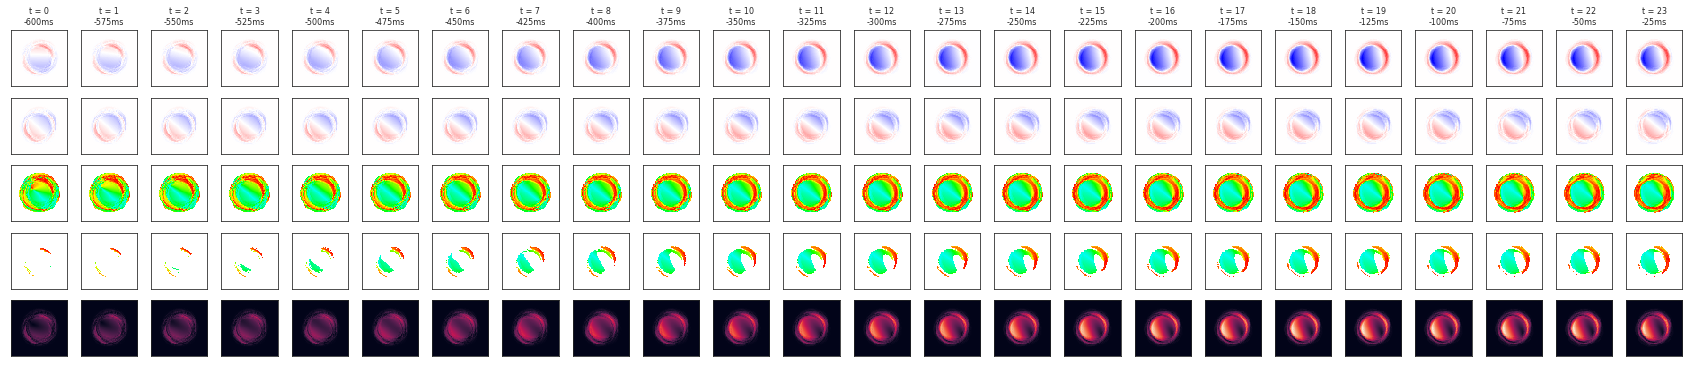 t = 0 t = 1 t = 2 t = 3 t = 4 t = 5 t = 6 t = 7 t = 8 t = 9 t = 10 t = 11 t = 12 t = 13 t = 14 t = 15 t = 16 t = 17 t = 18 t = 19 t = 20 t = 21 t = 22 t = 23
-600ms -575ms -550ms -525ms -500ms -475ms -450ms -425ms -400ms -375ms -350ms -325ms -300ms -275ms -250ms -225ms -200ms -175ms -150ms -125ms -100ms -75ms -50ms -25ms